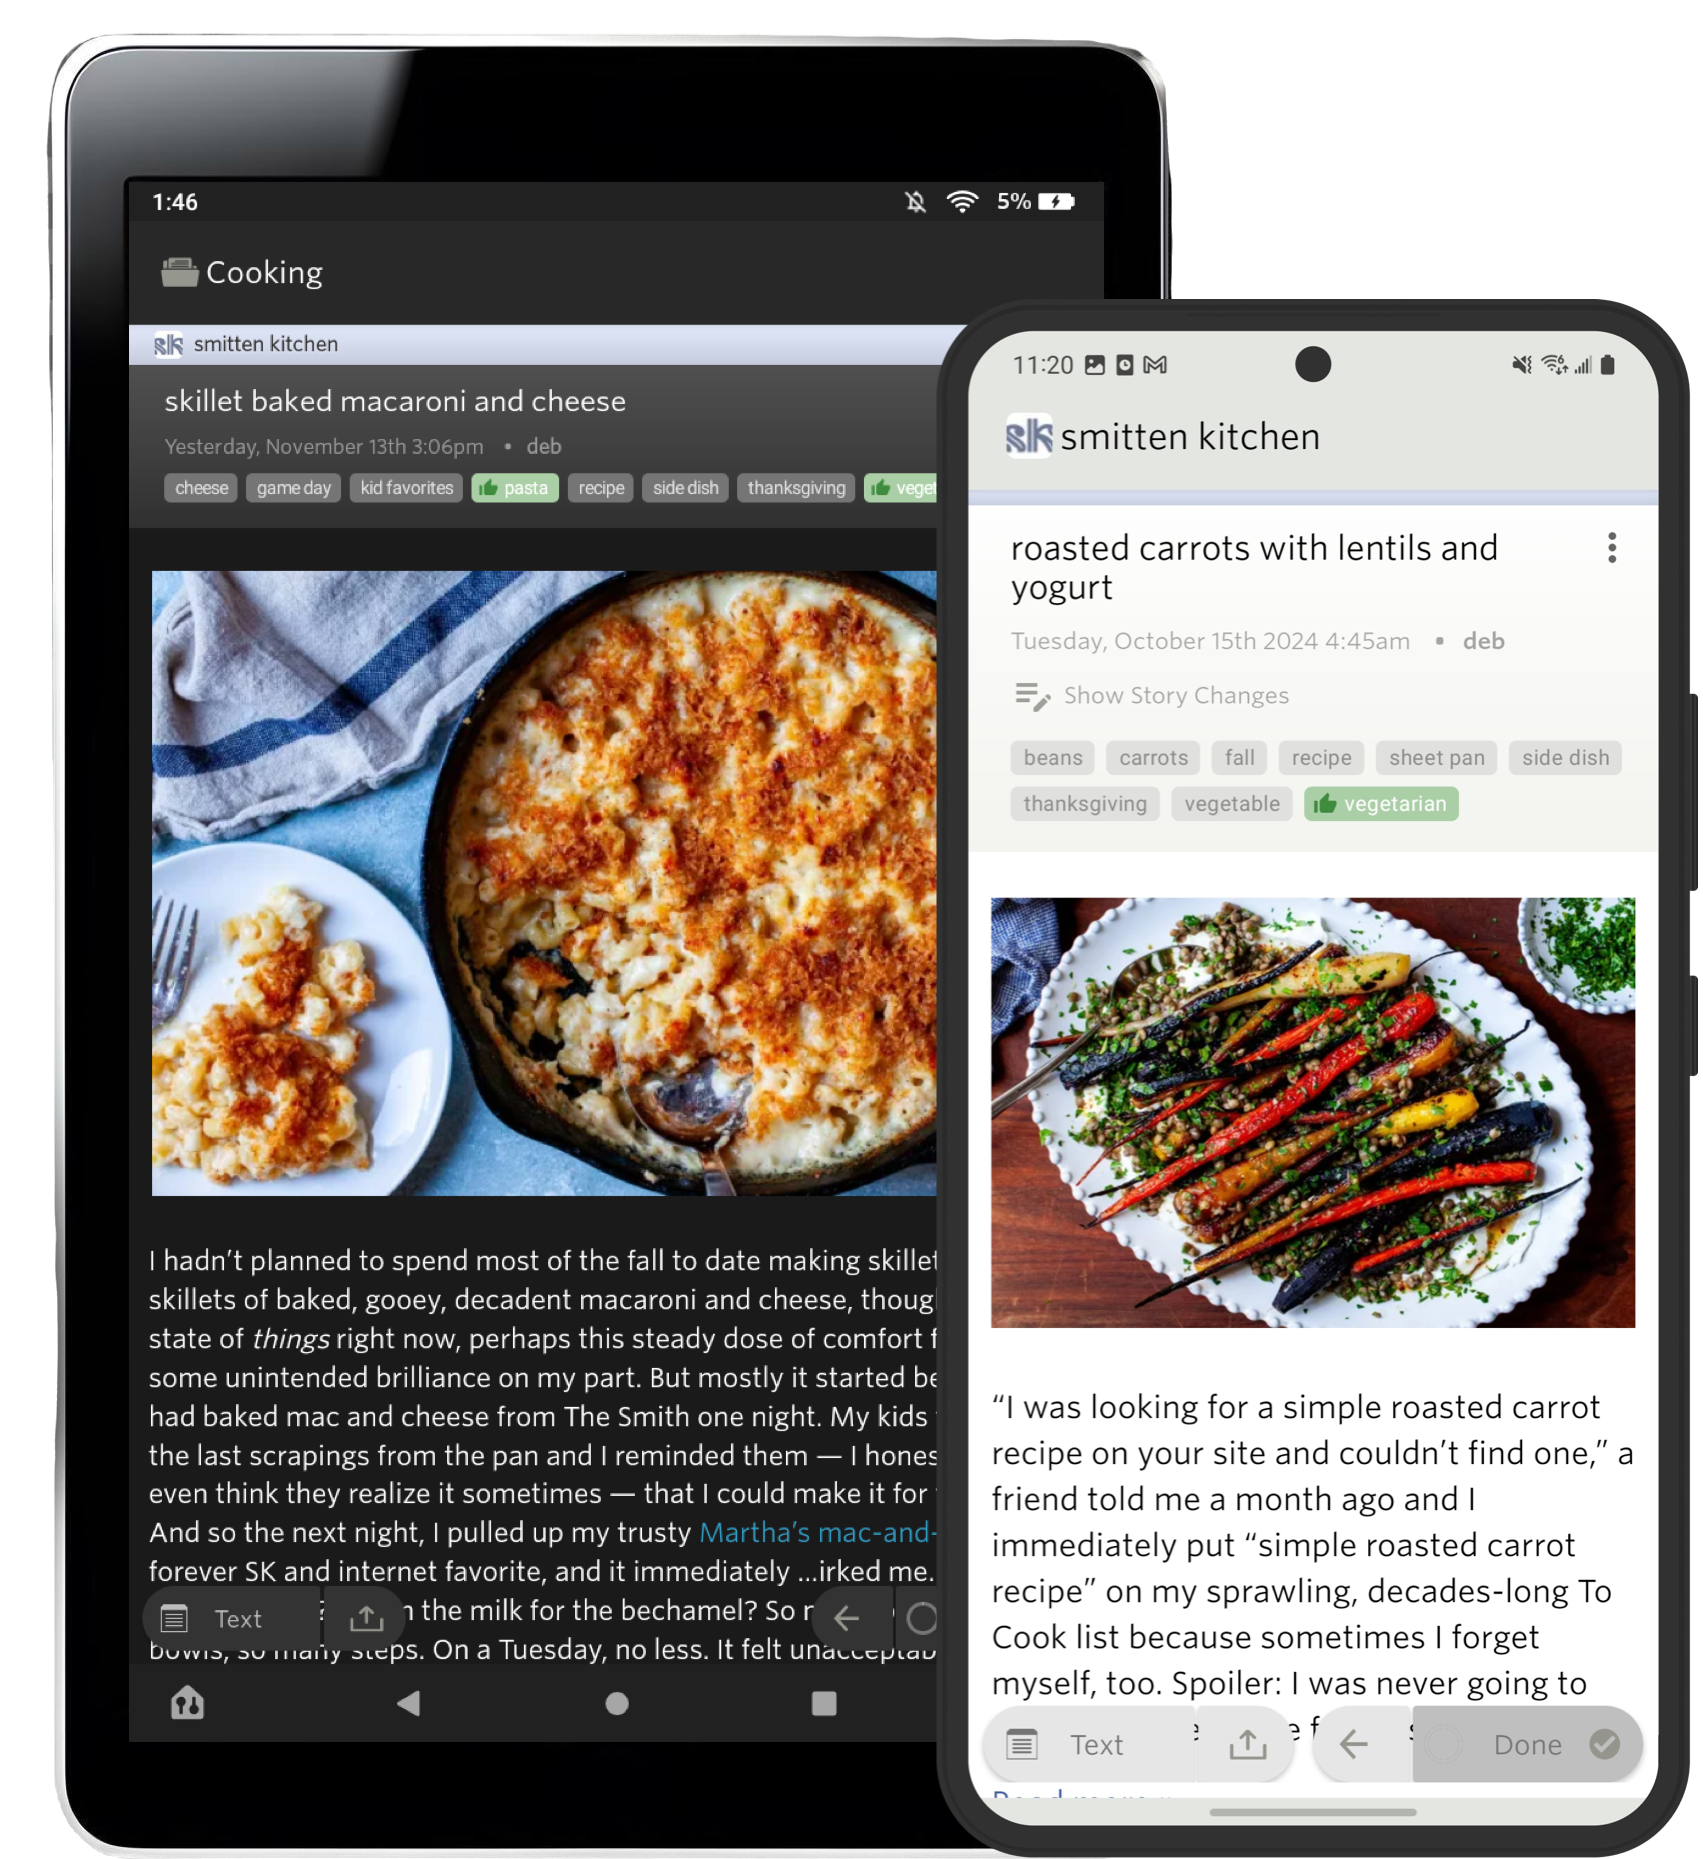 1:46
5%
Cooking
sk smitten kitchen
skillet baked macaroni and cheese
Yesterday, November 13th 3:06pm • deb
cheese game day kid favorites pasta recipe side dish thanksgiving
I hadn’t planned to spend most of the fall to date making skillet
skillets of baked, gooey, decadent macaroni and cheese,
state of things right now, perhaps this steady dose of comfort
some unintended brilliance on my part. But mostly it started
had baked mac and cheese from The Smith one night. My kids
the last scrapings from the pan and I reminded them — I
even think they realize it sometimes — that I could make it for
And so the next night, I pulled up my trusty Martha’s mac-and-
forever SK and internet favorite, and it immediately ...irked me.
the milk for the bechamel? So
bowls, so many steps. On a Tuesday, no less. It felt
Text
11:20
sk smitten kitchen
roasted carrots with lentils and
yogurt
Tuesday, October 15th 2024 4:45am • deb
Show Story Changes
beans carrots fall recipe sheet pan side dish
thanksgiving vegetable vegetarian
“I was looking for a simple roasted carrot
recipe on your site and couldn’t find one,” a
friend told me a month ago and I
immediately put “simple roasted carrot
recipe” on my sprawling, decades-long To
Cook list because sometimes I forget
myself, too. Spoiler: I was never going to
Text Done